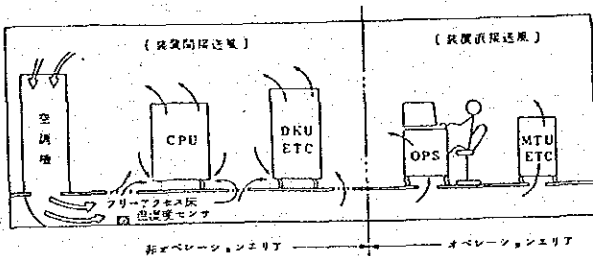 [装置間接送風]
[装置直接送風]
空調機
CPU
DKU
ETC
OPS
MTU
ETC
フリーアクセス床
温湿度センサ
非オペレーションエリア
オペレーションエリア